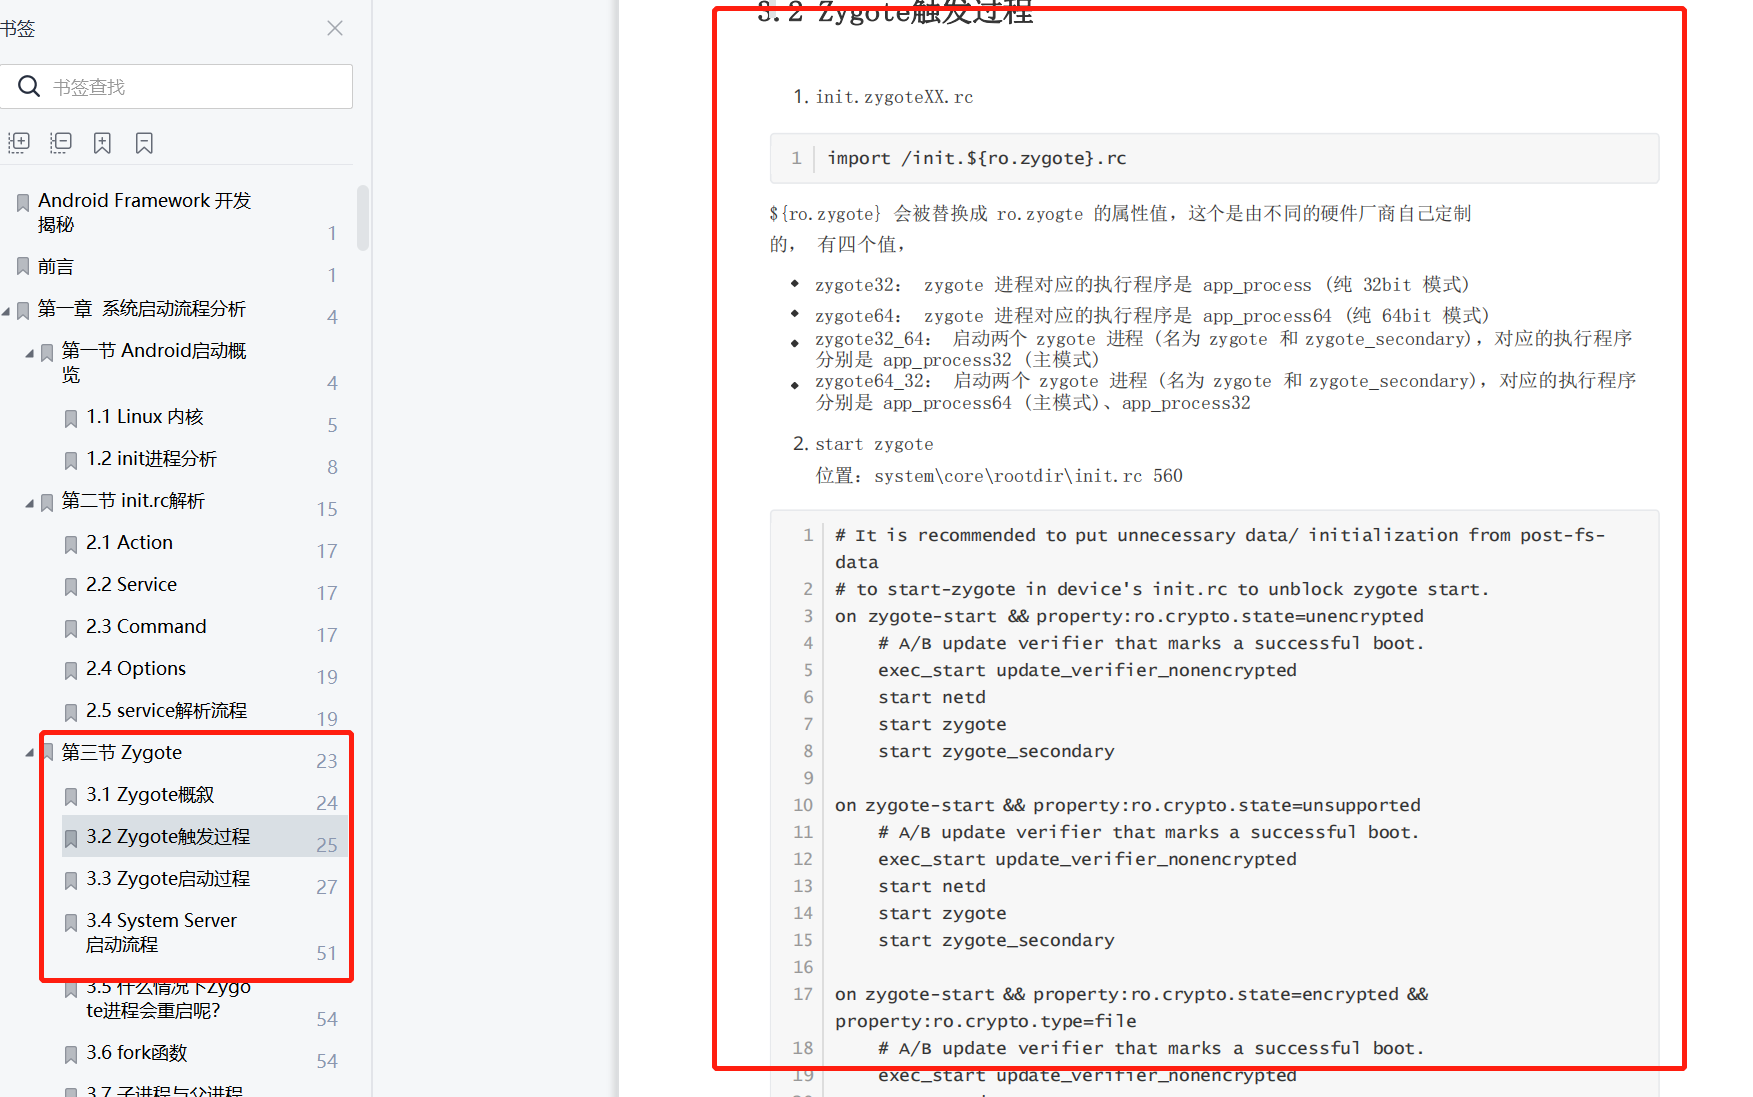 书签
书签查找
Android Framework 开发
揭秘
1
前言
1
第一章 系统启动流程分析
4
第一节 Android启动概
览
4
1.1 Linux 内核
5
1.2 init进程分析
8
第二节 init.rc解析
15
2.1 Action
17
2.2 Service
17
2.3 Command
17
2.4 Options
19
2.5 service解析流程
19
第三节 Zygote
23
3.1 Zygote概叙
24
3.2 Zygote触发过程
25
3.3 Zygote启动过程
27
3.4 System Server
启动流程
51
3.5 什么情况下Zygo
te进程会重启呢?
54
3.6 fork函数
54
3.7 子进程与父进程
3.2 Zygote触发过程
1. init.zygoteXX.rc
1 import /init.${ro.zygote}.rc
${ro.zygote} 会被替换成 ro.zyogte 的属性值，这个是由不同的硬件厂商自己定制
的， 有四个值，
◆ zygote32： zygote 进程对应的执行程序是 app_process (纯 32bit 模式)
◆ zygote64： zygote 进程对应的执行程序是 app_process64 (纯 64bit 模式)
◆ zygote32_64： 启动两个 zygote 进程 (名为 zygote 和 zygote_secondary)，对应的执行程序
分别是 app_process32 (主模式)
◆ zygote64_32： 启动两个 zygote 进程 (名为 zygote 和 zygote_secondary)，对应的执行程序
分别是 app_process64 (主模式)、app_process32
2. start zygote
位置：system\core\rootdir\init.rc 560
1 # It is recommended to put unnecessary data/ initialization from post-fs-
data
2 # to start-zygote in device's init.rc to unblock zygote start.
3 on zygote-start && property:ro.crypto.state=unencrypted
4 # A/B update verifier that marks a successful boot.
5 exec_start update_verifier_nonencrypted
6 start netd
7 start zygote
8 start zygote_secondary
9
10 on zygote-start && property:ro.crypto.state=unsupported
11 # A/B update verifier that marks a successful boot.
12 exec_start update_verifier_nonencrypted
13 start netd
14 start zygote
15 start zygote_secondary
16
17 on zygote-start && property:ro.crypto.state=encrypted &&
property:ro.crypto.type=file
18 # A/B update verifier that marks a successful boot.
19 exec_start update_verifier_nonencrypted